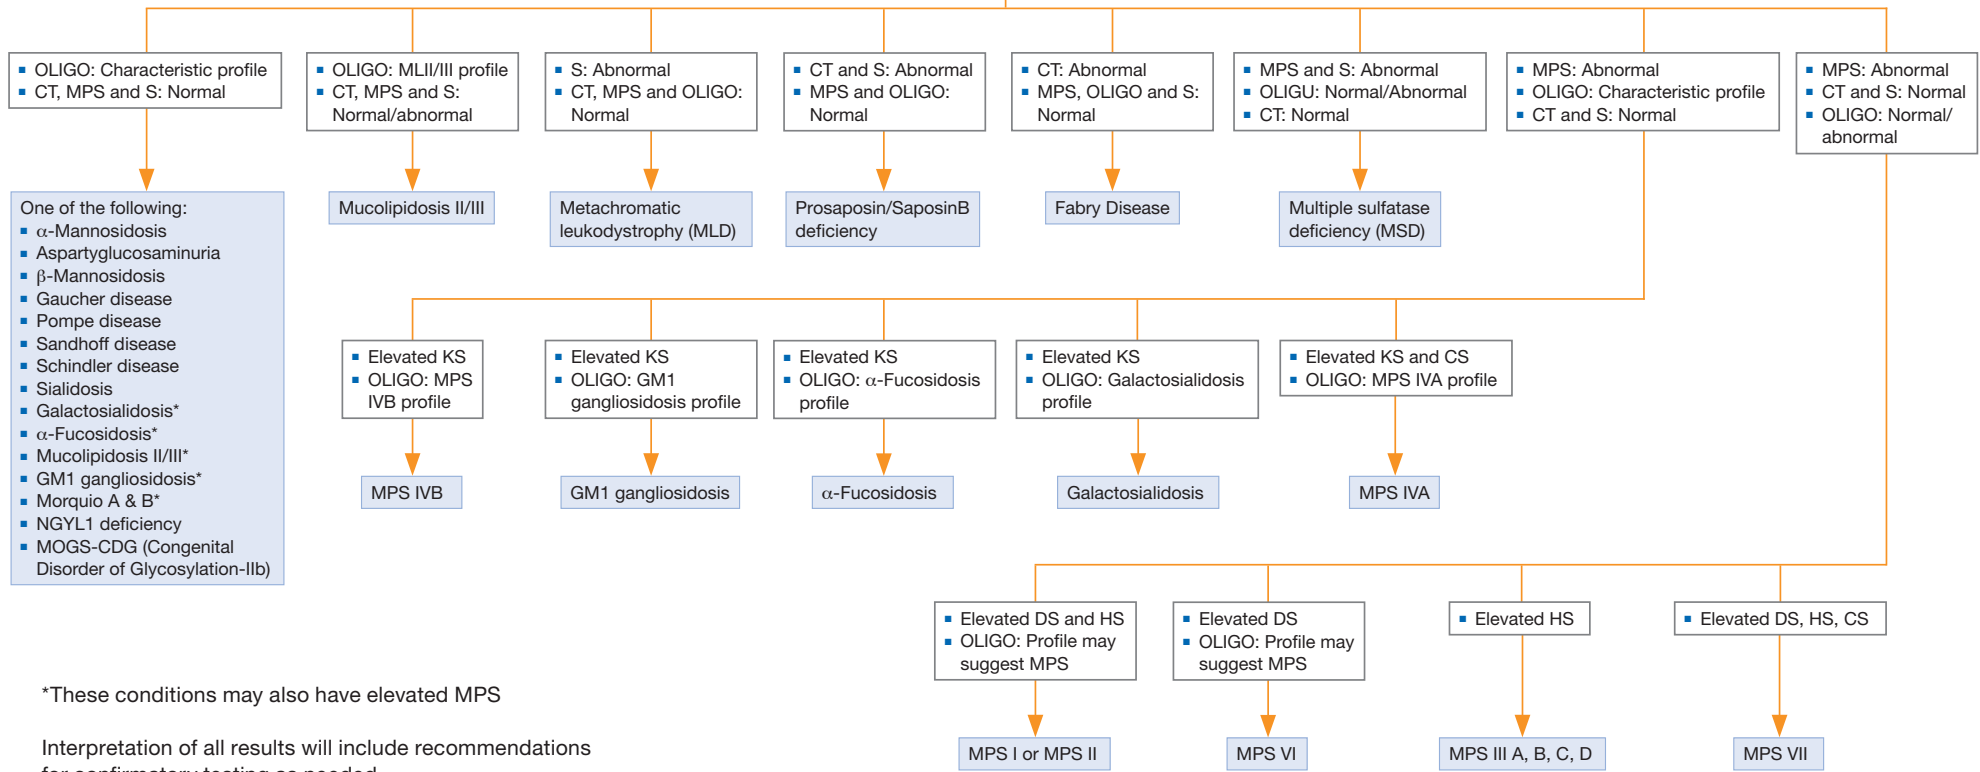 OLIGO: Characteristic profile
CT, MPS and S: Normal
OLIGO: MLII/III profile
CT, MPS and S:
Normal/abnormal
S: Abnormal
CT, MPS and OLIGO:
Normal
CT and S: Abnormal
MPS and OLIGO:
Normal
CT: Abnormal
MPS, OLIGO and S:
Normal
MPS and S: Abnormal
OLIGU: Normal/Abnormal
CT: Normal
MPS: Abnormal
OLIGO: Characteristic profile
CT and S: Normal
MPS: Abnormal
CT and S: Normal
OLIGO: Normal/
abnormal
One of the following:
α-Mannosidosis
Aspartyglucosaminuria
β-Mannosidosis
Gaucher disease
Pompe disease
Sandhoff disease
Schindler disease
Sialidosis
Galactosialidosis*
α-Fucosidosis*
Mucolipidosis II/III*
GM1 gangliosidosis*
Morquio A & B*
NGYL1 deficiency
MOGS-CDG (Congenital
Disorder of Glycosylation-IIb)
Mucolipidosis II/III
Metachromatic
leukodystrophy (MLD)
Prosaposin/SaposinB
deficiency
Fabry Disease
Multiple sulfatase
deficiency (MSD)
Elevated KS
OLIGO: MPS
IVB profile
Elevated KS
OLIGO: GM1
gangliosidosis profile
Elevated KS
OLIGO: α-Fucosidosis
profile
Elevated KS
OLIGO: Galactosialidosis
profile
Elevated KS and CS
OLIGO: MPS IVA profile
MPS IVB
GM1 gangliosidosis
α-Fucosidosis
Galactosialidosis
MPS IVA
Elevated DS and HS
OLIGO: Profile may
suggest MPS
Elevated DS
OLIGO: Profile may
suggest MPS
Elevated HS
Elevated DS, HS, CS
MPS I or MPS II
MPS VI
MPS III A, B, C, D
MPS VII
*These conditions may also have elevated MPS
Interpretation of all results will include recommendations
for confirmatory testing as needed